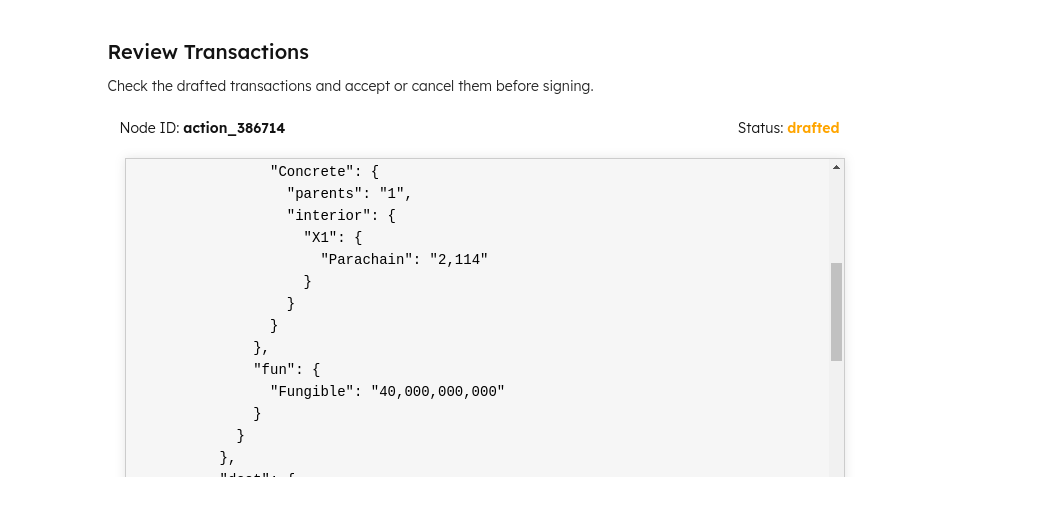 Review Transactions
Check the drafted transactions and accept or cancel them before signing.
Node ID: action_386714
Status: drafted
"Concrete": {
"parents": "1",
"interior": {
"X1": {
"Parachain": "2,114"
}
}
}
},
"fun": {
"Fungible": "40,000,000,000"
}
}
},
"dest": {